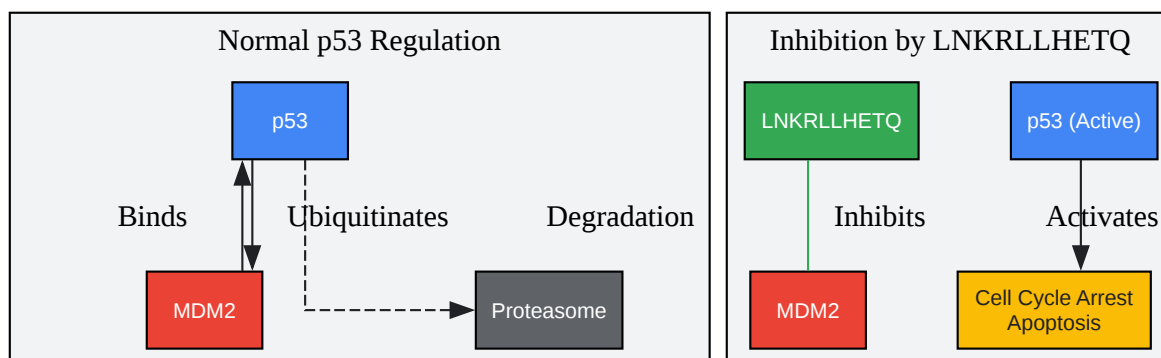 Normal p53 Regulation
p53
Binds
Ubiquitinates
Degradation
MDM2
Proteasome
Inhibition by LNKRLLHETQ
LNKRLLHETQ
p53 (Active)
Inhibits
Activates
MDM2
Cell Cycle Arrest
Apoptosis